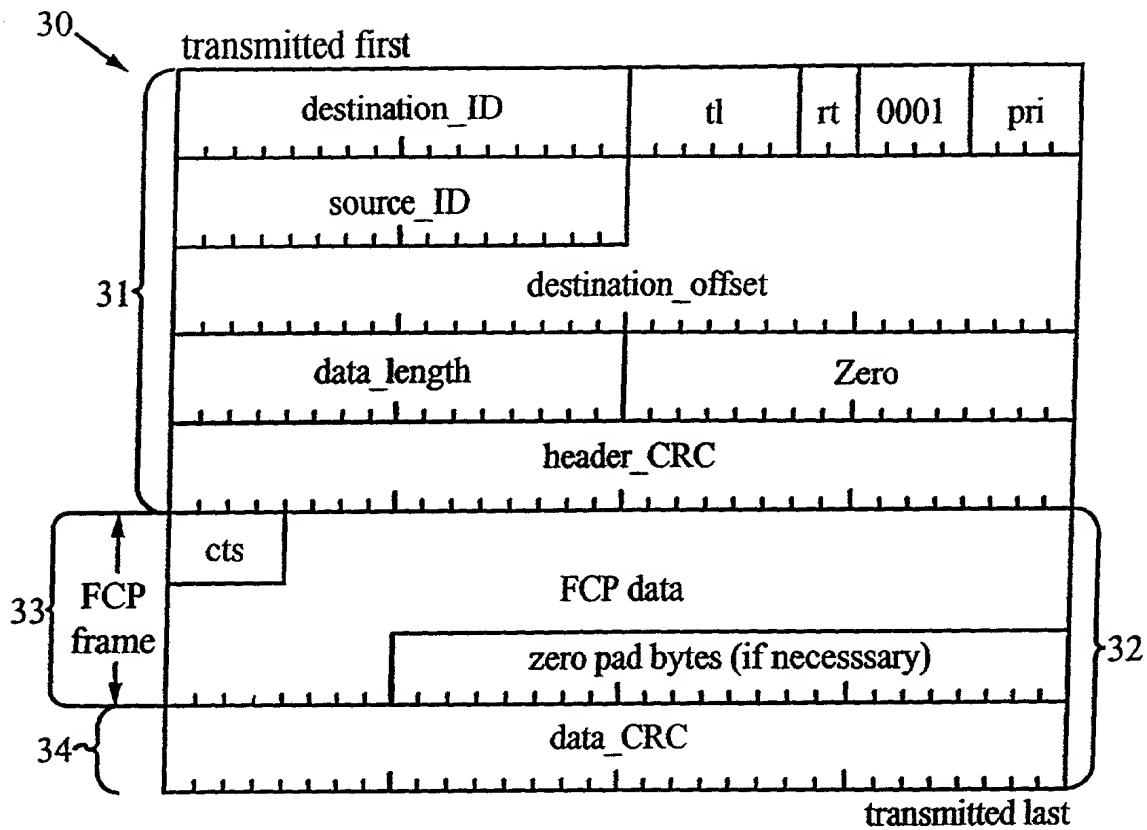 30
transmitted first
destination_ID tl rt 0001 pri
source_ID
31
destination_offset
data_length Zero
header_CRC
cts
33
FCP
frame
FCP data
zero pad bytes (if necesssary)
32
34
data_CRC
transmitted last